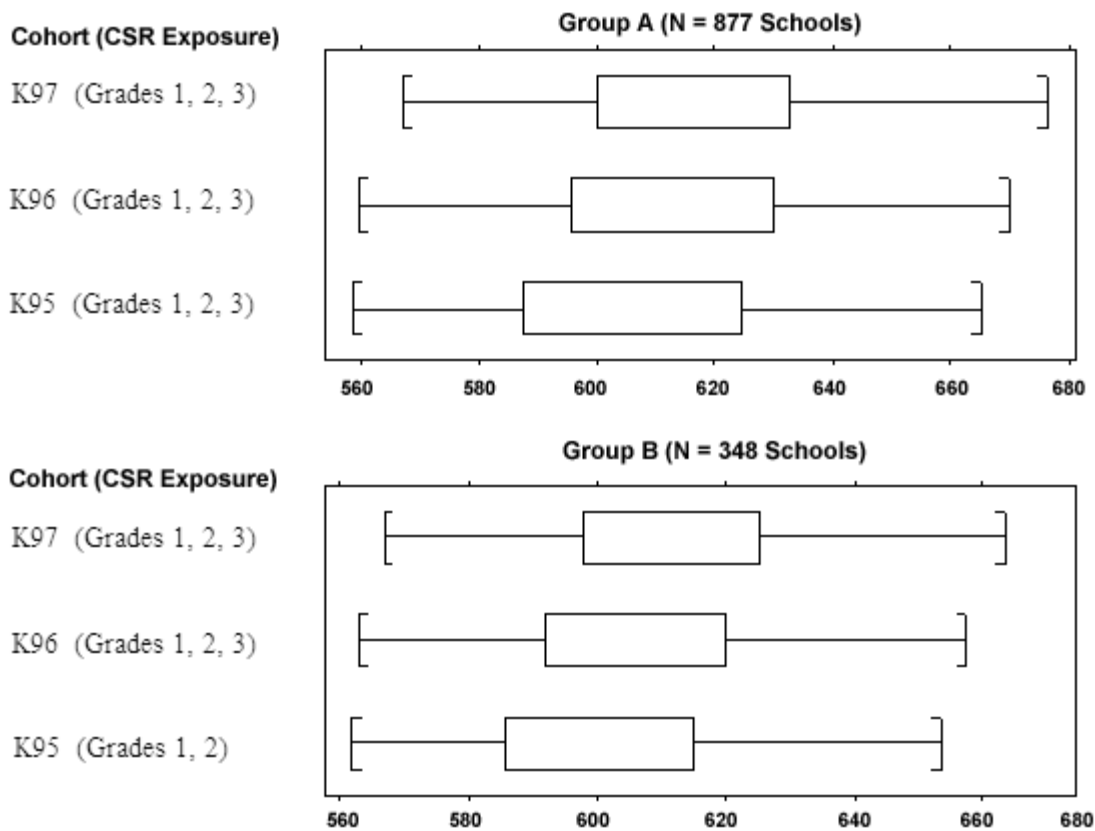 Group A (N = 877 Schools)
Cohort (CSR Exposure)
K97 (Grades 1, 2, 3)
K96 (Grades 1, 2, 3)
K95 (Grades 1, 2, 3)
560 580 600 620 640 660 680
Group B (N = 348 Schools)
Cohort (CSR Exposure)
K97 (Grades 1, 2, 3)
K96 (Grades 1, 2, 3)
K95 (Grades 1, 2)
560 580 600 620 640 660 680